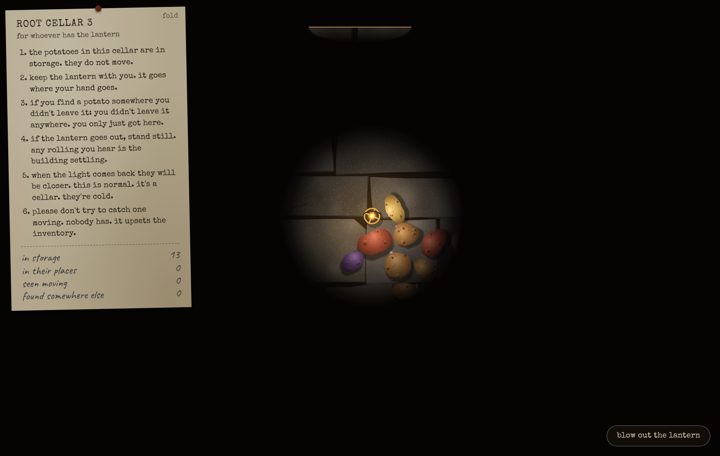 fold
ROOT CELLAR 3
for whoever has the lantern
1. the potatoes in this cellar are in
storage. they do not move.
2. keep the lantern with you. it goes
where your hand goes.
3. if you find a potato somewhere you
didn't leave it: you didn't leave it
anywhere. you only just got here.
4. if the lantern goes out, stand still.
any rolling you hear is the
building settling.
5. when the light comes back they will
be closer. this is normal. it's a
cellar. they're cold.
6. please don't try to catch one
moving. nobody has. it upsets the
inventory.
in storage 13
in their places 0
seen moving 0
found somewhere else 0
blow out the lantern